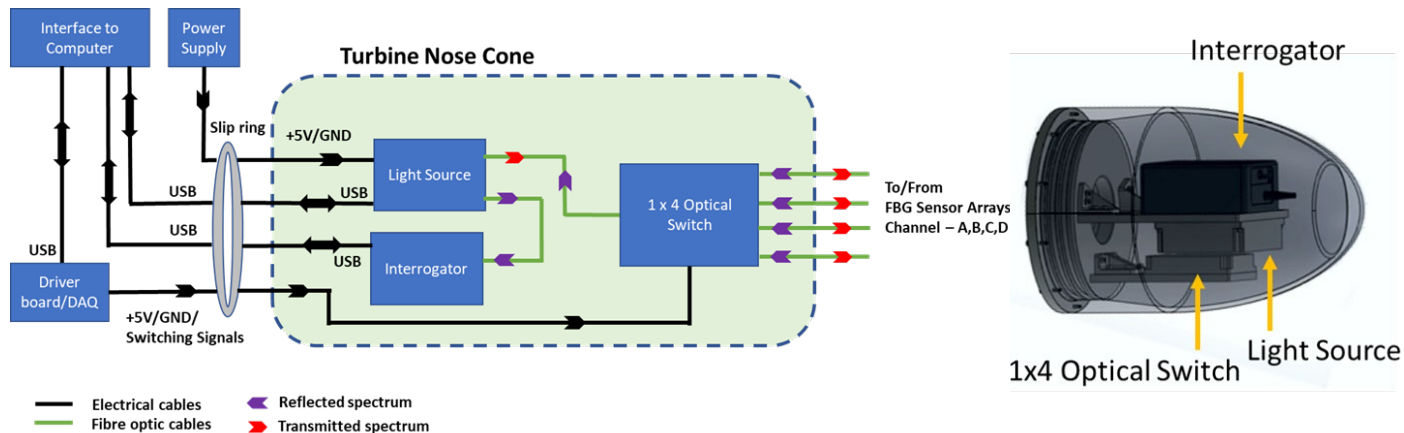 Interface to
Computer
Power
Supply
Turbine Nose Cone
Slip ring
+5V/GND
Light Source
USB
USB
USB
USB
Interrogator
1 x 4 Optical
Switch
To/From
FBG Sensor Arrays
Channel – A,B,C,D
USB
Driver
board/DAQ
+5V/GND/
Switching Signals
Electrical cables
Fibre optic cables
Reflected spectrum
Transmitted spectrum
Interrogator
Light Source
1x4 Optical Switch